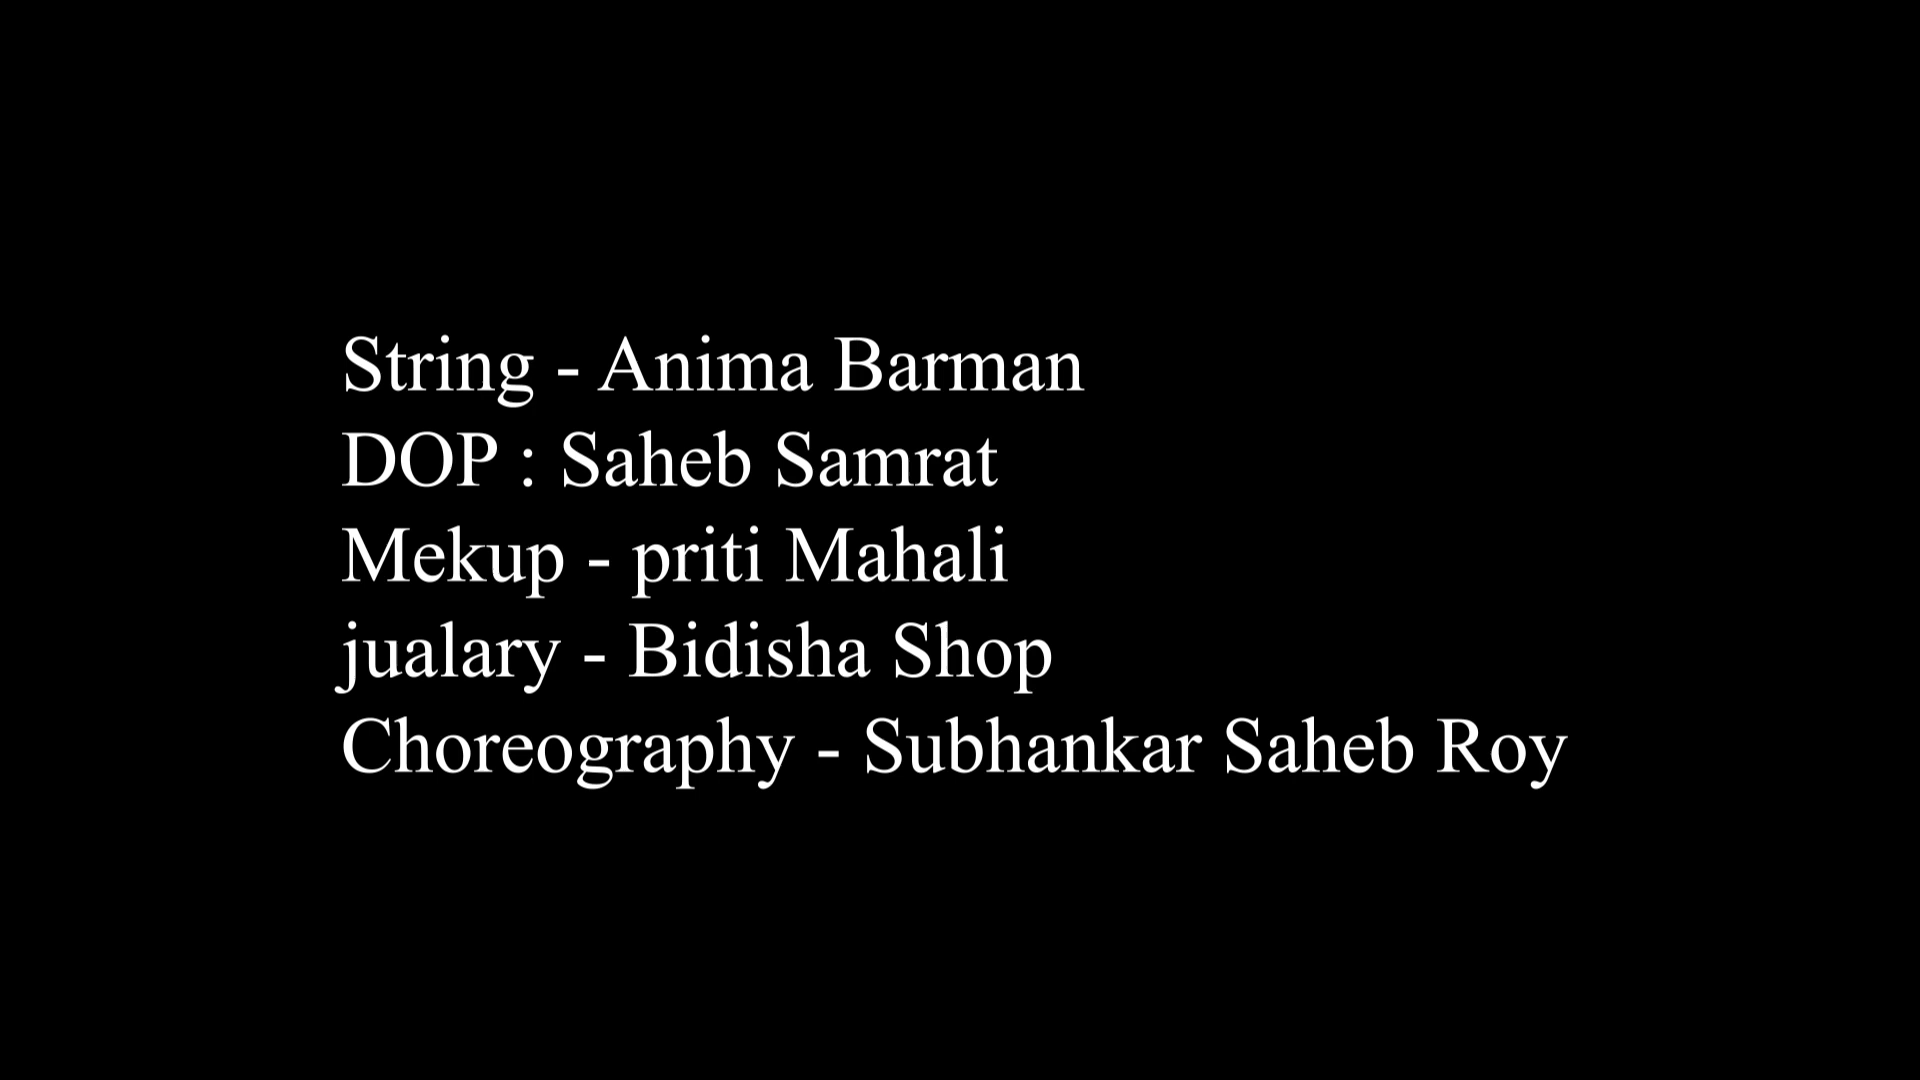 String - Anima Barman
DOP : Saheb Samrat
Mekup - priti Mahali
jualary - Bidisha Shop
Choreography - Subhankar Saheb Roy